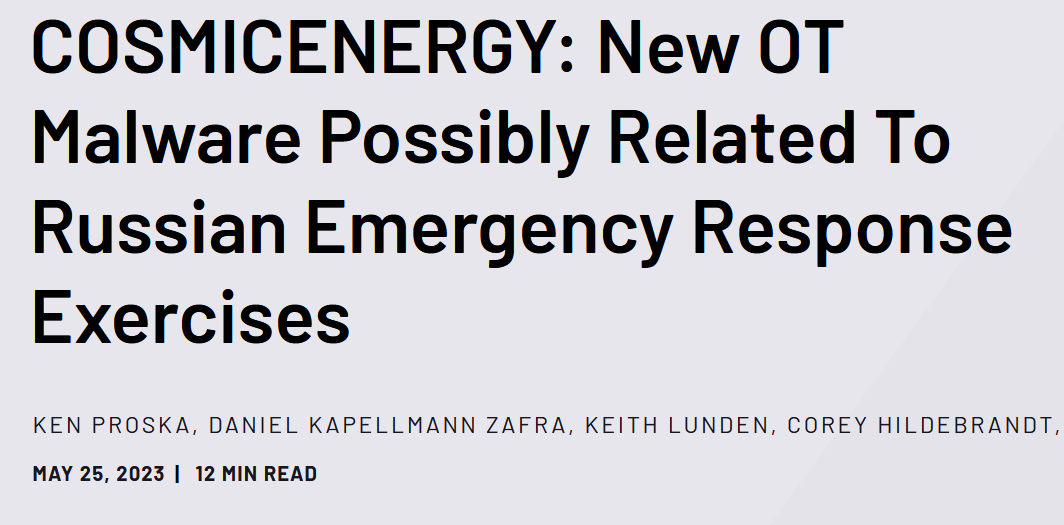 COSMICENERGY: New OT
Malware Possibly Related To
Russian Emergency Response
Exercises
KEN PROSKA, DANIEL KAPELLMANN ZAFRA, KEITH LUNDEN, COREY HILDEBRANDT,
MAY 25, 2023 | 12 MIN READ